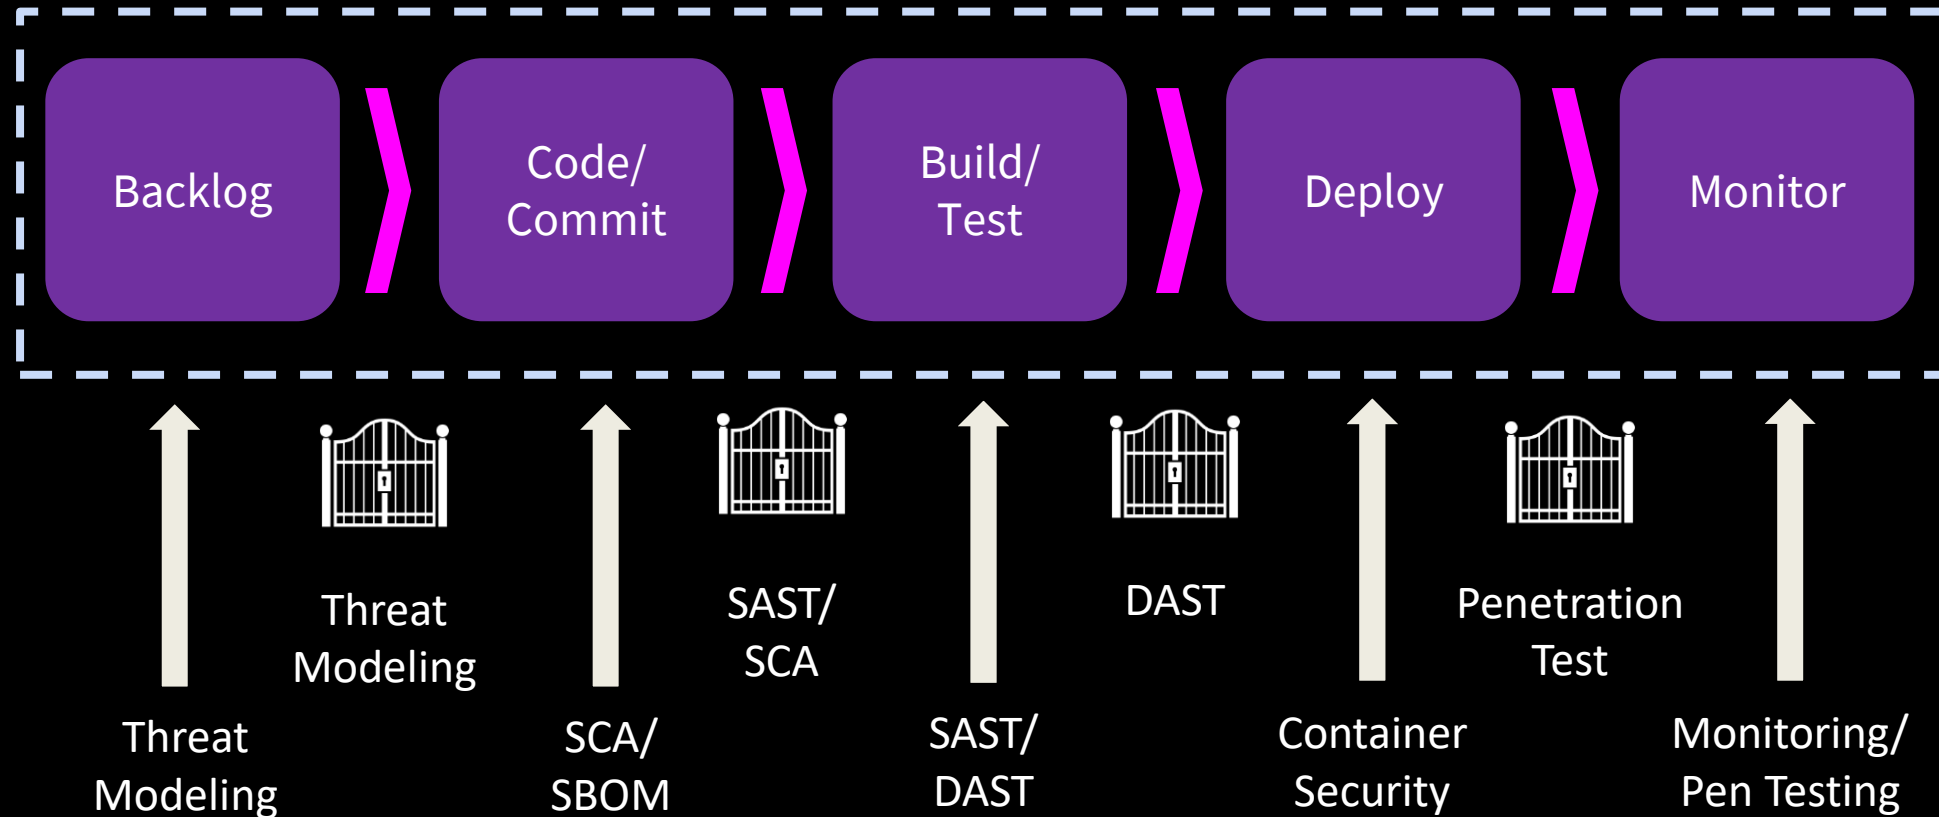 Backlog
Code/
Commit
Build/
Test
Deploy
Monitor
Threat
Modeling
SAST/
SCA
DAST
Penetration
Test
Threat
Modeling
SCA/
SBOM
SAST/
DAST
Container
Security
Monitoring/
Pen Testing